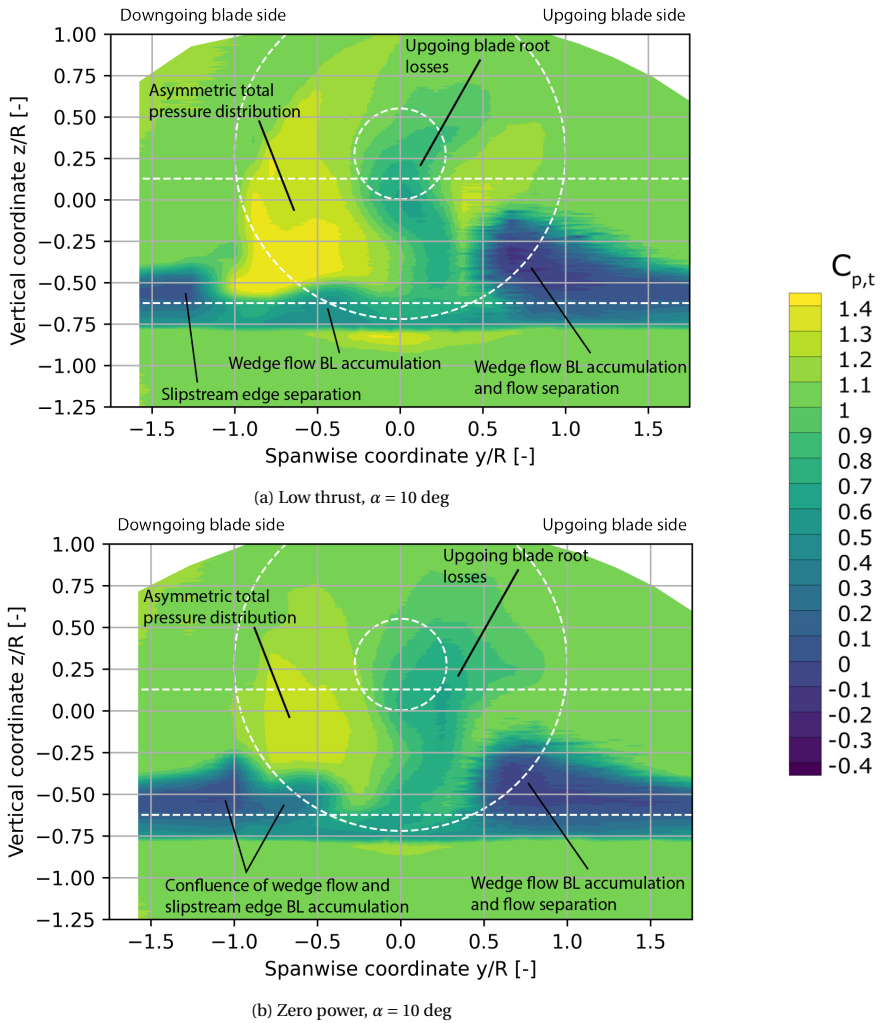 Downgoing blade side
Upgoing blade side
1.00
0.75
0.50
0.25
0.00
−0.25
−0.50
−0.75
−1.00
−1.25
Vertical coordinate z/R [-]
Upgoing blade root
losses
Asymmetric total
pressure distribution
Wedge flow BL accumulation
Slipstream edge separation
Wedge flow BL accumulation
and flow separation
−1.5
−1.0
−0.5
0.0
0.5
1.0
1.5
Spanwise coordinate y/R [-]
(a) Low thrust, α = 10 deg
Downgoing blade side
Upgoing blade side
1.00
0.75
0.50
0.25
0.00
−0.25
−0.50
−0.75
−1.00
−1.25
Vertical coordinate z/R [-]
Upgoing blade root
losses
Asymmetric total
pressure distribution
Confluence of wedge flow and
slipstream edge BL accumulation
Wedge flow BL accumulation
and flow separation
−1.5
−1.0
−0.5
0.0
0.5
1.0
1.5
Spanwise coordinate y/R [-]
(b) Zero power, α = 10 deg
Cp,t
1.4
1.3
1.2
1.1
1
0.9
0.8
0.7
0.6
0.5
0.4
0.3
0.2
0.1
0
-0.1
-0.2
-0.3
-0.4